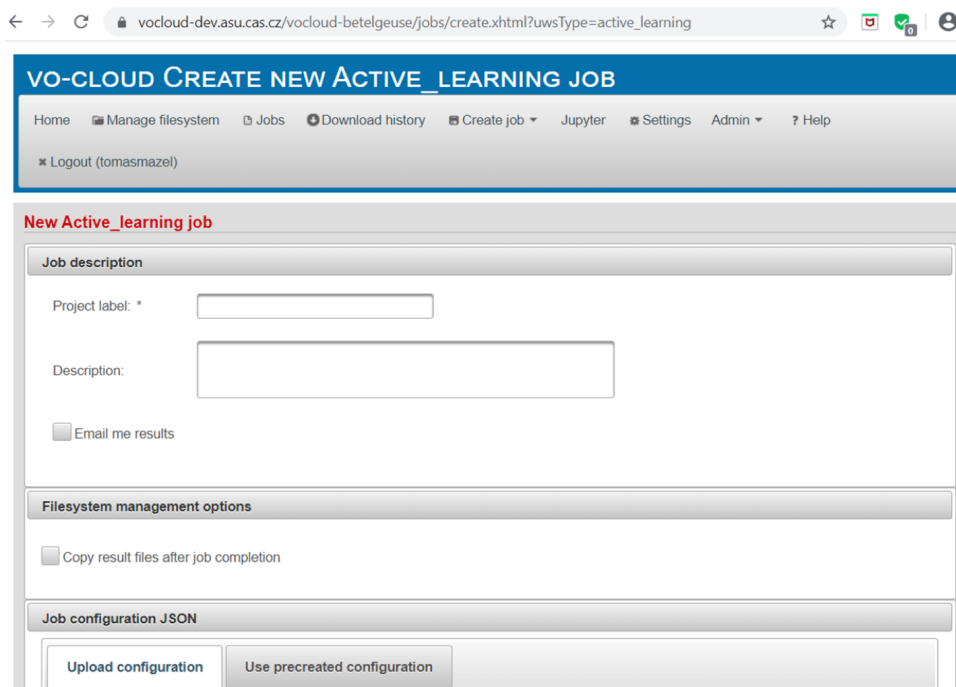 vocloud-dev.asu.cas.cz/vocloud-betelgeuse/jobs/create.xhtml?uwsType=active_learning
0
VO-CLOUD CREATE NEW ACTIVE_LEARNING JOB
Home Manage filesystem Jobs Download history Create job Jupyter Settings Admin ? Help
Logout (tomasmazel)
New Active_learning job
Job description
Project label: *
Description:
Email me results
Filesystem management options
Copy result files after job completion
Job configuration JSON
Upload configuration Use precreated configuration